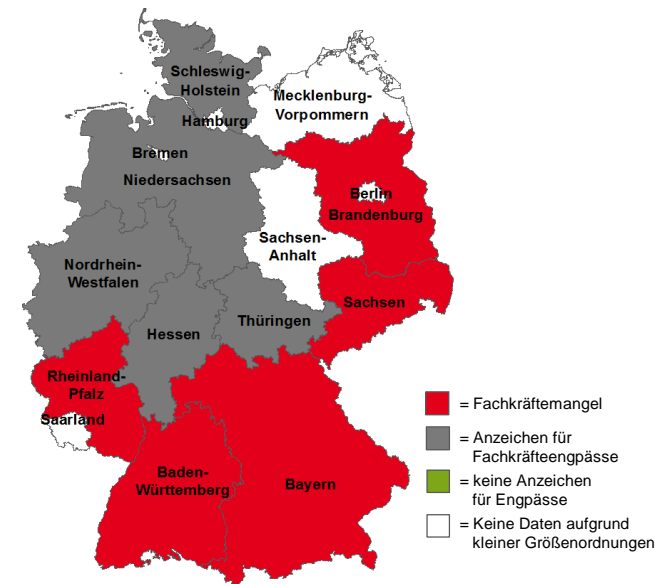 Schleswig-
Holstein
Mecklenburg-
Vorpommern
Hamburg
Bremen
Niedersachsen
Berlin
Brandenburg
Sachsen-
Anhalt
Nordrhein-
Westfalen
Sachsen
Thüringen
Hessen
Rheinland-
Pfalz
Saarland
Baden-
Württemberg
Bayern
= Fachkräftemangel
= Anzeichen für
Fachkräfteengpässe
= keine Anzeichen
für Engpässe
= Keine Daten aufgrund
kleiner Größenordnungen